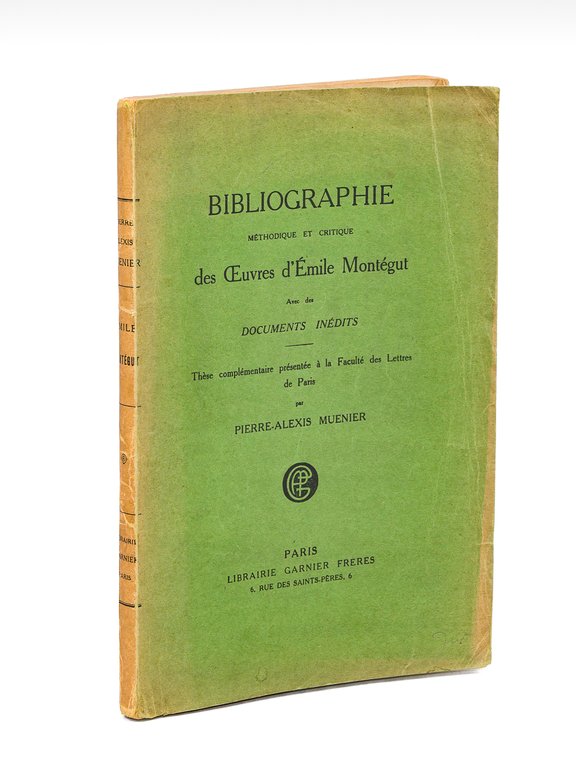 BIBLIOGRAPHIE
MÉTHODIQUE ET CRITIQUE
des Œuvres d'Émile Montégut
Avec des
DOCUMENTS INÉDITS
Thèse complémentaire présentée à la Faculté des Lettres
de Paris
par
PIERRE-ALEXIS MUENIER
PARIS
LIBRAIRIE GARNIER FRERES
6, RUE DES SAINTS-PÈRES, 6
PARIS